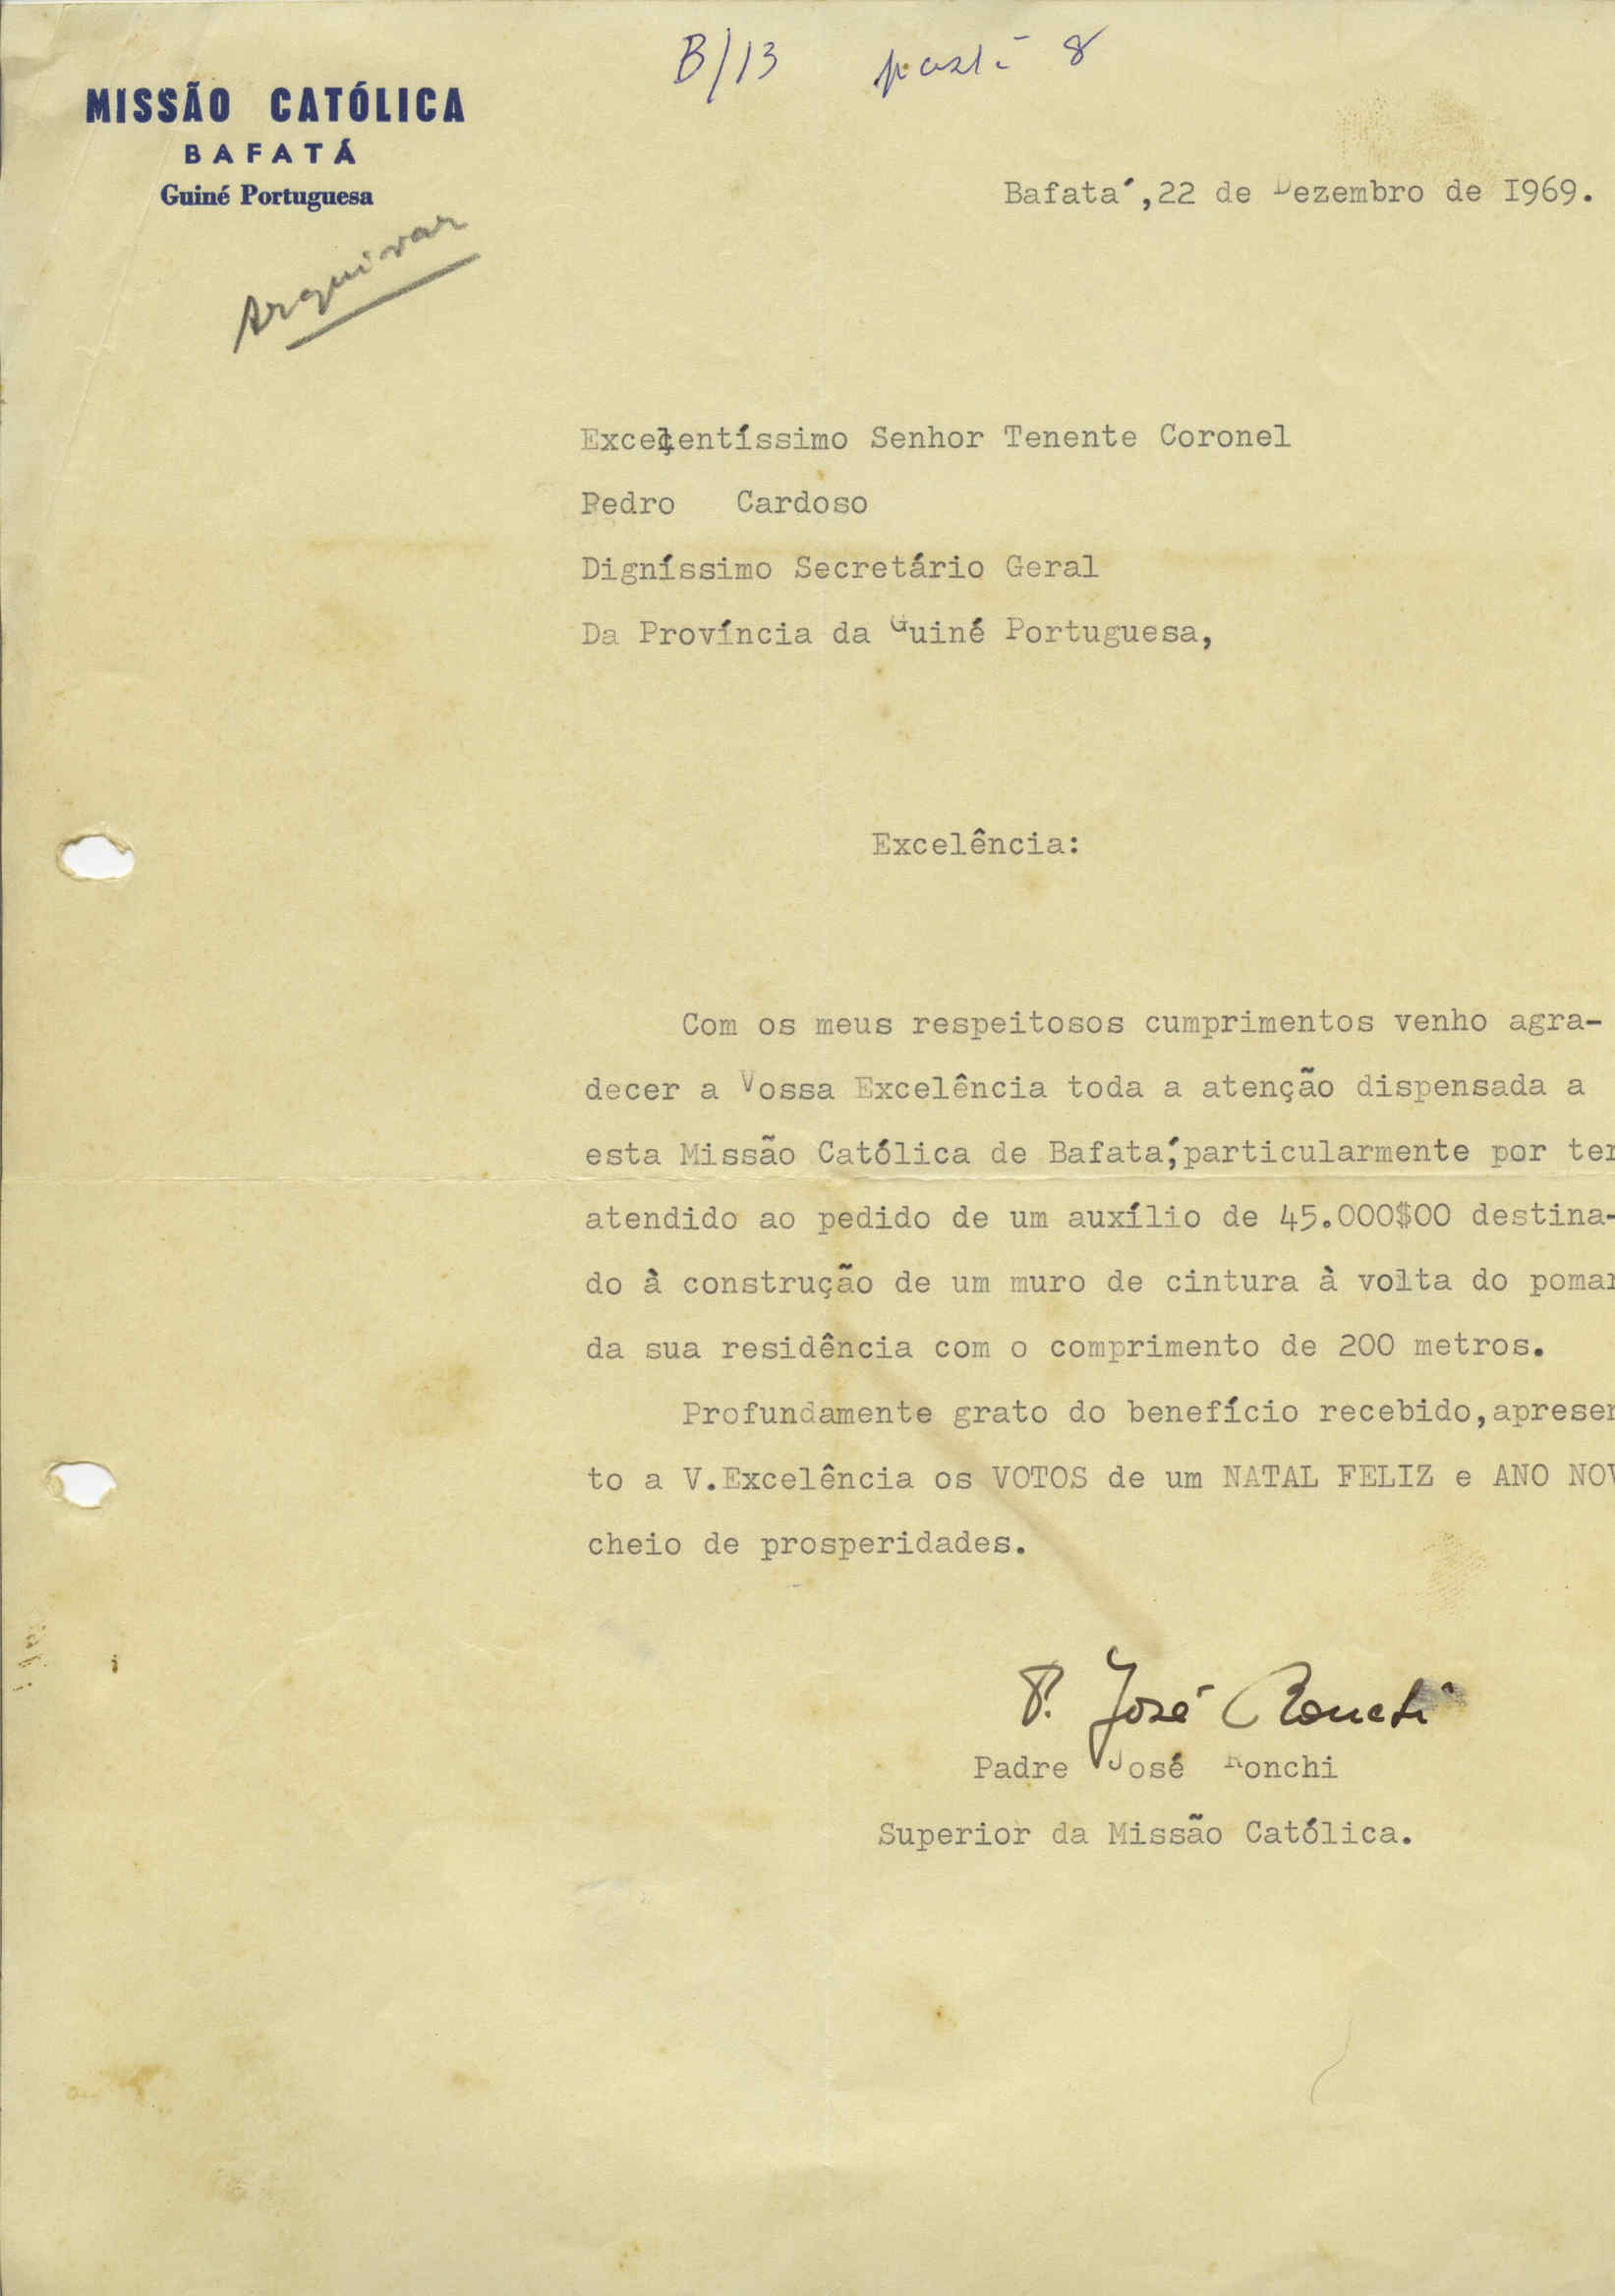 B/13 pasta 8
MISSÃO CATÓLICA
BAFATÁ
Guiné Portuguesa
Bafata´,22 de Dezembro de I969.
Arquivar
Excelentíssimo Senhor Tenente Coronel
Pedro Cardoso
Digníssimo Secretário Geral
Da Província da Guiné Portuguesa,
Excelência:
Com os meus respeitosos cumprimentos venho agra-
decer a Vossa Excelência toda a atenção dispensada a
esta Missão Católica de Bafata´,particularmente por ter
atendido ao pedido de um auxílio de 45.000$00 destina-
do à construção de um muro de cintura à volta do pomar
da sua residência com o comprimento de 200 metros.
Profundamente grato do benefício recebido,apresen
to a V.Excelência os VOTOS de um NATAL FELIZ e ANO NOV
cheio de prosperidades.
P. José Ronchi
Padre José Ronchi
Superior da Missão Católica.